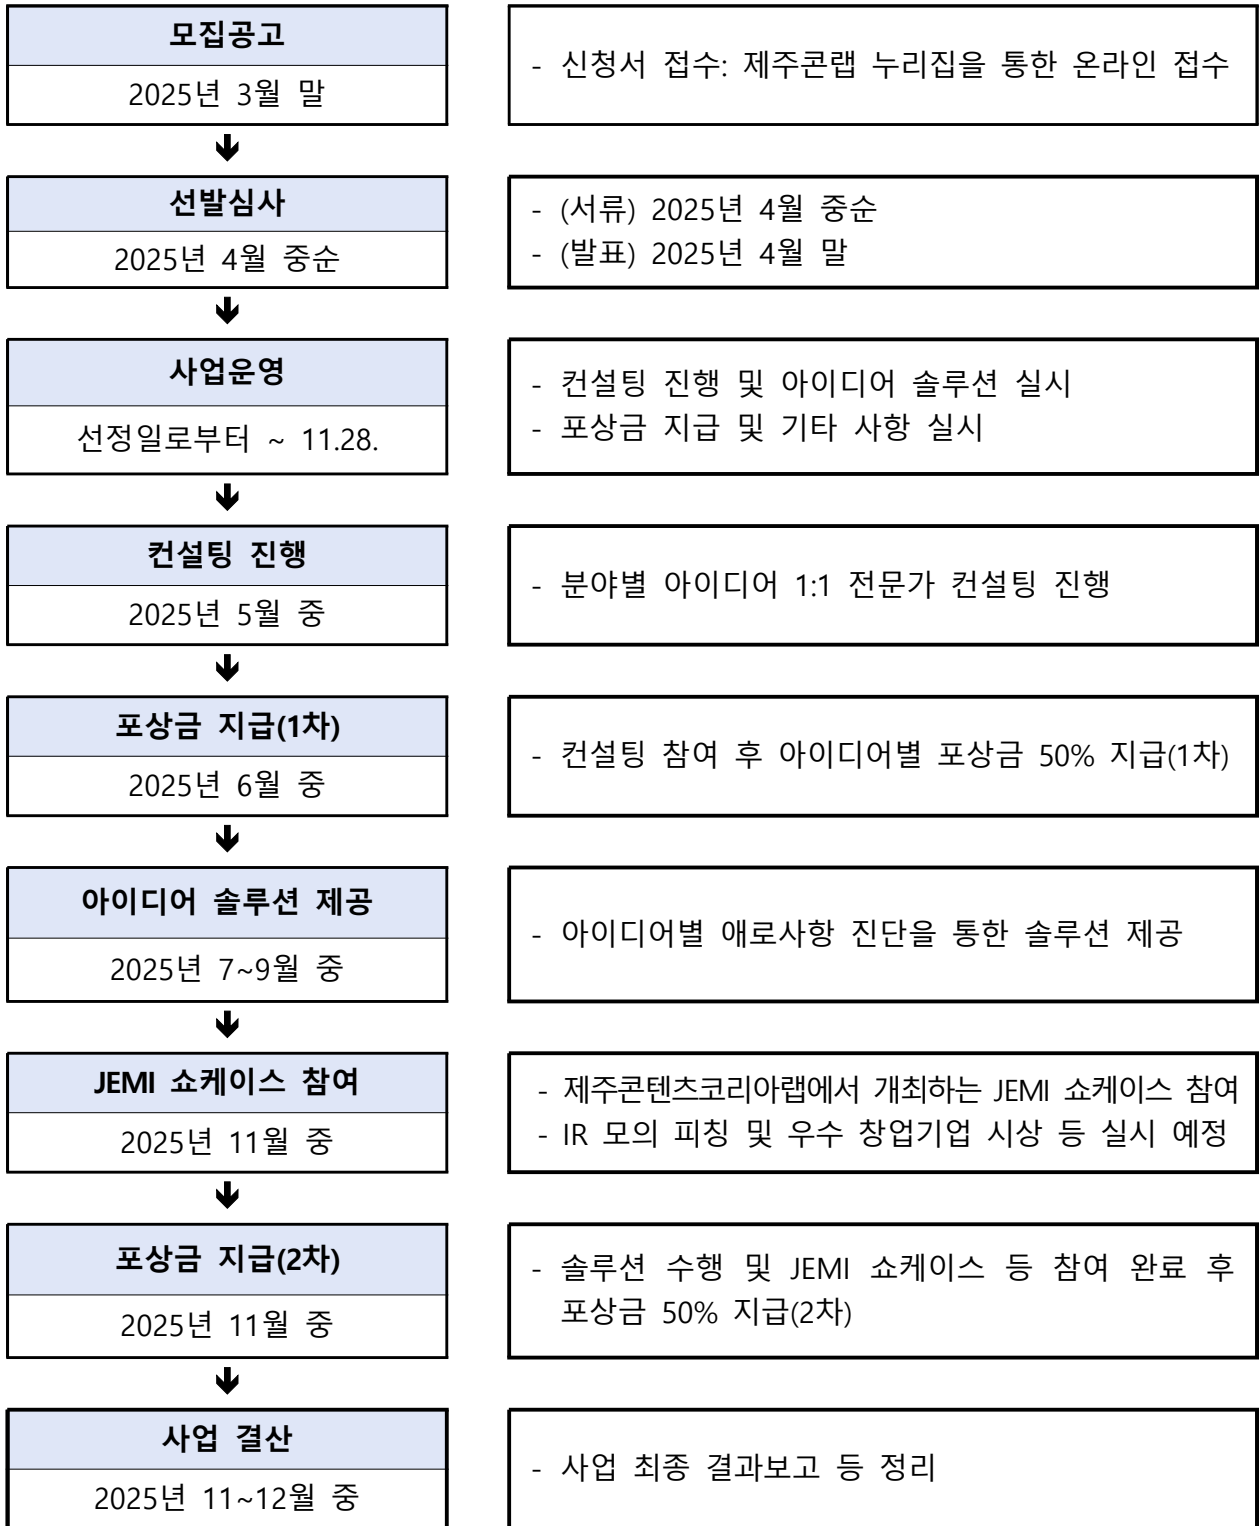 모집공고
2025년 3월 말
- 신청서 접수: 제주콘랩 누리집을 통한 온라인 접수
선발심사
2025년 4월 중순
- (서류) 2025년 4월 중순
- (발표) 2025년 4월 말
사업운영
선정일로부터 ~ 11.28.
- 컨설팅 진행 및 아이디어 솔루션 실시
- 포상금 지급 및 기타 사항 실시
컨설팅 진행
2025년 5월 중
- 분야별 아이디어 1:1 전문가 컨설팅 진행
포상금 지급(1차)
2025년 6월 중
- 컨설팅 참여 후 아이디어별 포상금 50% 지급(1차)
아이디어 솔루션 제공
2025년 7~9월 중
- 아이디어별 애로사항 진단을 통한 솔루션 제공
JEMI 쇼케이스 참여
2025년 11월 중
- 제주콘텐츠코리아랩에서 개최하는 JEMI 쇼케이스 참여
- IR 모의 피칭 및 우수 창업기업 시상 등 실시 예정
포상금 지급(2차)
2025년 11월 중
- 솔루션 수행 및 JEMI 쇼케이스 등 참여 완료 후
포상금 50% 지급(2차)
사업 결산
2025년 11~12월 중
- 사업 최종 결과보고 등 정리